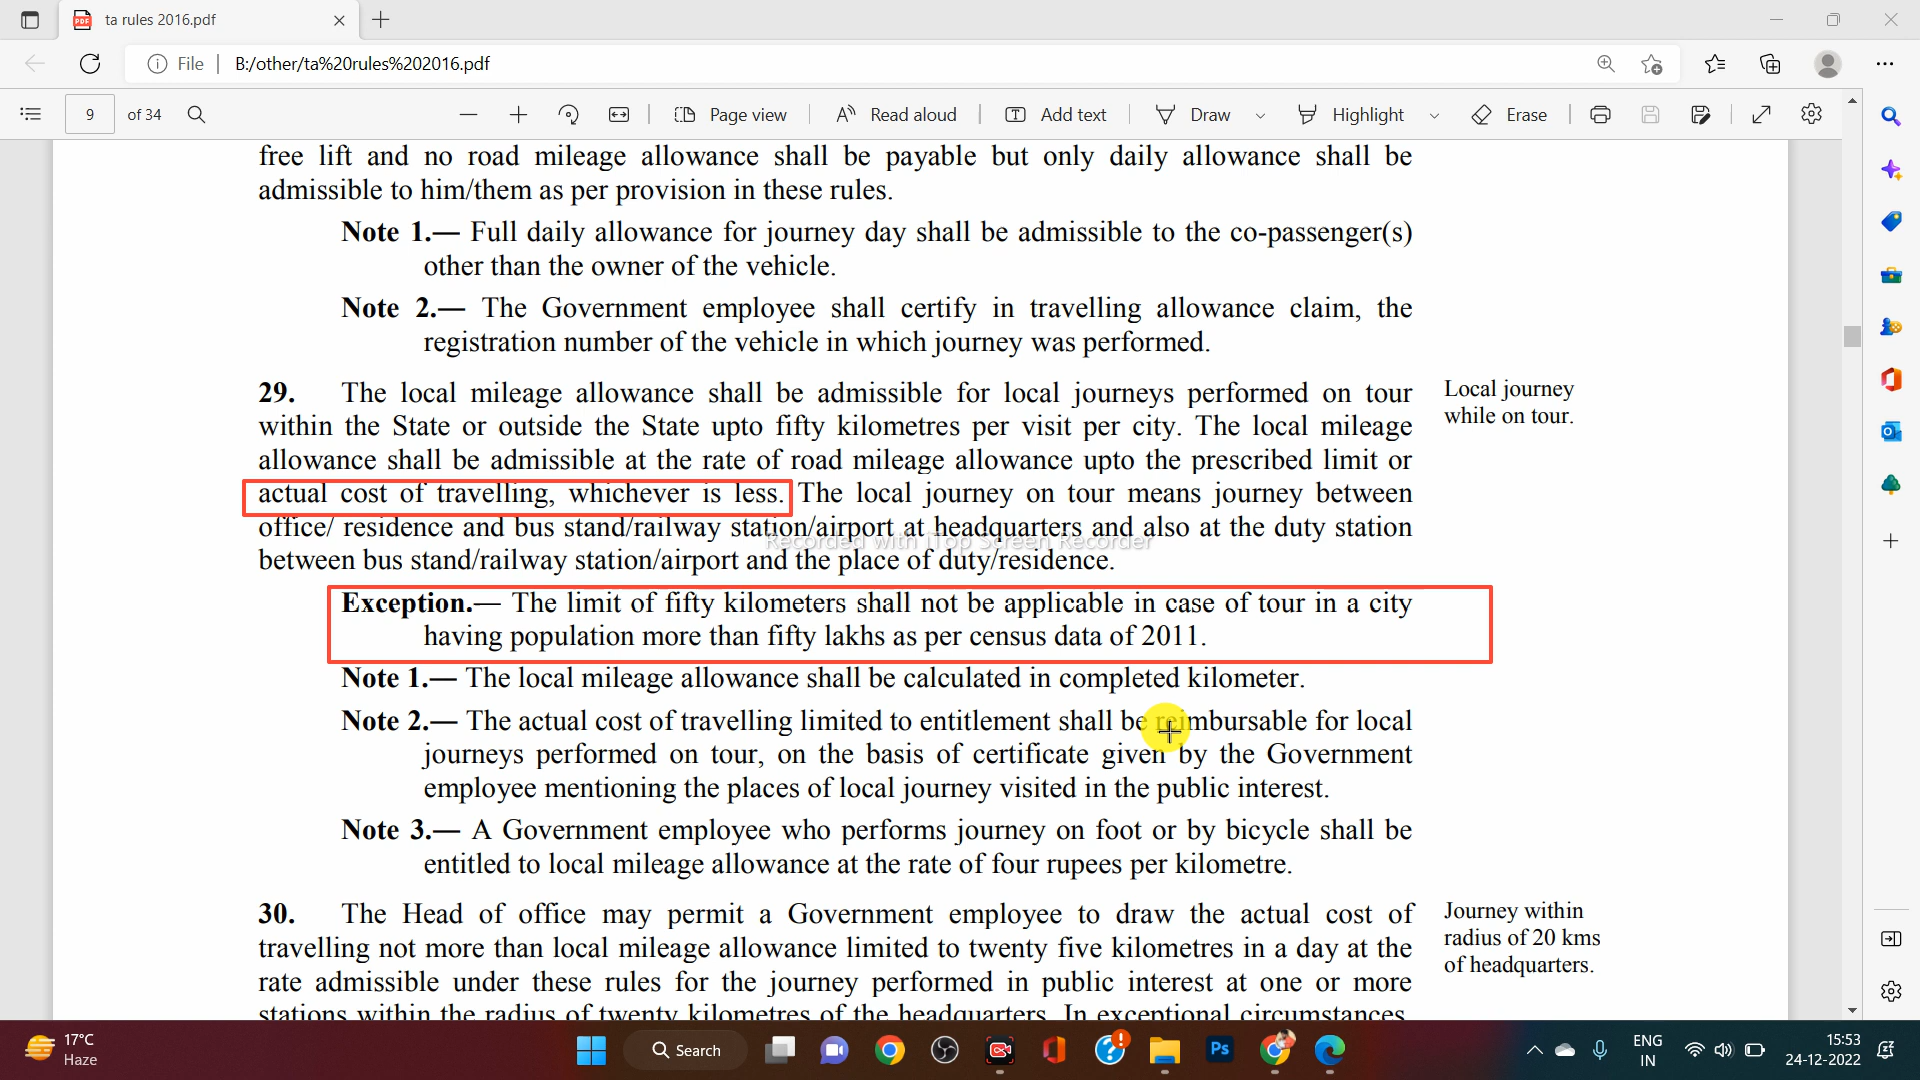 ta rules 2016.pdf
File
B:/other/ta%20rules%202016.pdf
9 of 34
Page view
Read aloud
Add text
Draw
Highlight
Erase
free lift and no road mileage allowance shall be payable but only daily allowance shall be
admissible to him/them as per provision in these rules.
Note 1.— Full daily allowance for journey day shall be admissible to the co-passenger(s)
other than the owner of the vehicle.
Note 2.— The Government employee shall certify in travelling allowance claim, the
registration number of the vehicle in which journey was performed.
29. The local mileage allowance shall be admissible for local journeys performed on tour
within the State or outside the State upto fifty kilometres per visit per city. The local mileage
allowance shall be admissible at the rate of road mileage allowance upto the prescribed limit or
actual cost of travelling, whichever is less. The local journey on tour means journey between
office/ residence and bus stand/railway station/airport at headquarters and also at the duty station
between bus stand/railway station/airport and the place of duty/residence.
Local journey
while on tour.
Recorded with iTop Screen Recorder
Exception.— The limit of fifty kilometers shall not be applicable in case of tour in a city
having population more than fifty lakhs as per census data of 2011.
Note 1.— The local mileage allowance shall be calculated in completed kilometer.
Note 2.— The actual cost of travelling limited to entitlement shall be reimbursable for local
journeys performed on tour, on the basis of certificate given by the Government
employee mentioning the places of local journey visited in the public interest.
Note 3.— A Government employee who performs journey on foot or by bicycle shall be
entitled to local mileage allowance at the rate of four rupees per kilometre.
30. The Head of office may permit a Government employee to draw the actual cost of
travelling not more than local mileage allowance limited to twenty five kilometres in a day at the
rate admissible under these rules for the journey performed in public interest at one or more
stations within the radius of twenty kilometres of the headquarters. In exceptional circumstances,
Journey within
radius of 20 kms
of headquarters.
17°C
Haze
Search
Ps
ENG
IN
15:53
24-12-2022